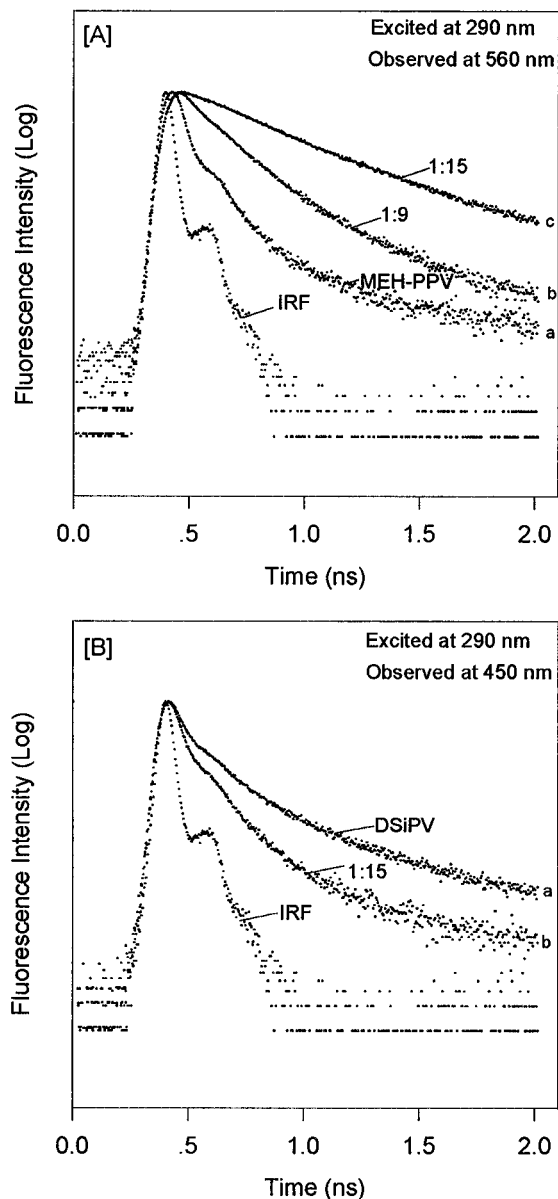 [A]
Excited at 290 nm
Observed at 560 nm
Fluorescence Intensity (Log)
1:15
1:9
MEH-PPV
IRF
c
b
a
0.0 .5 1.0 1.5 2.0
Time (ns)
[B]
Excited at 290 nm
Observed at 450 nm
Fluorescence Intensity (Log)
DSiPV
1:15
IRF
a
b
0.0 .5 1.0 1.5 2.0
Time (ns)